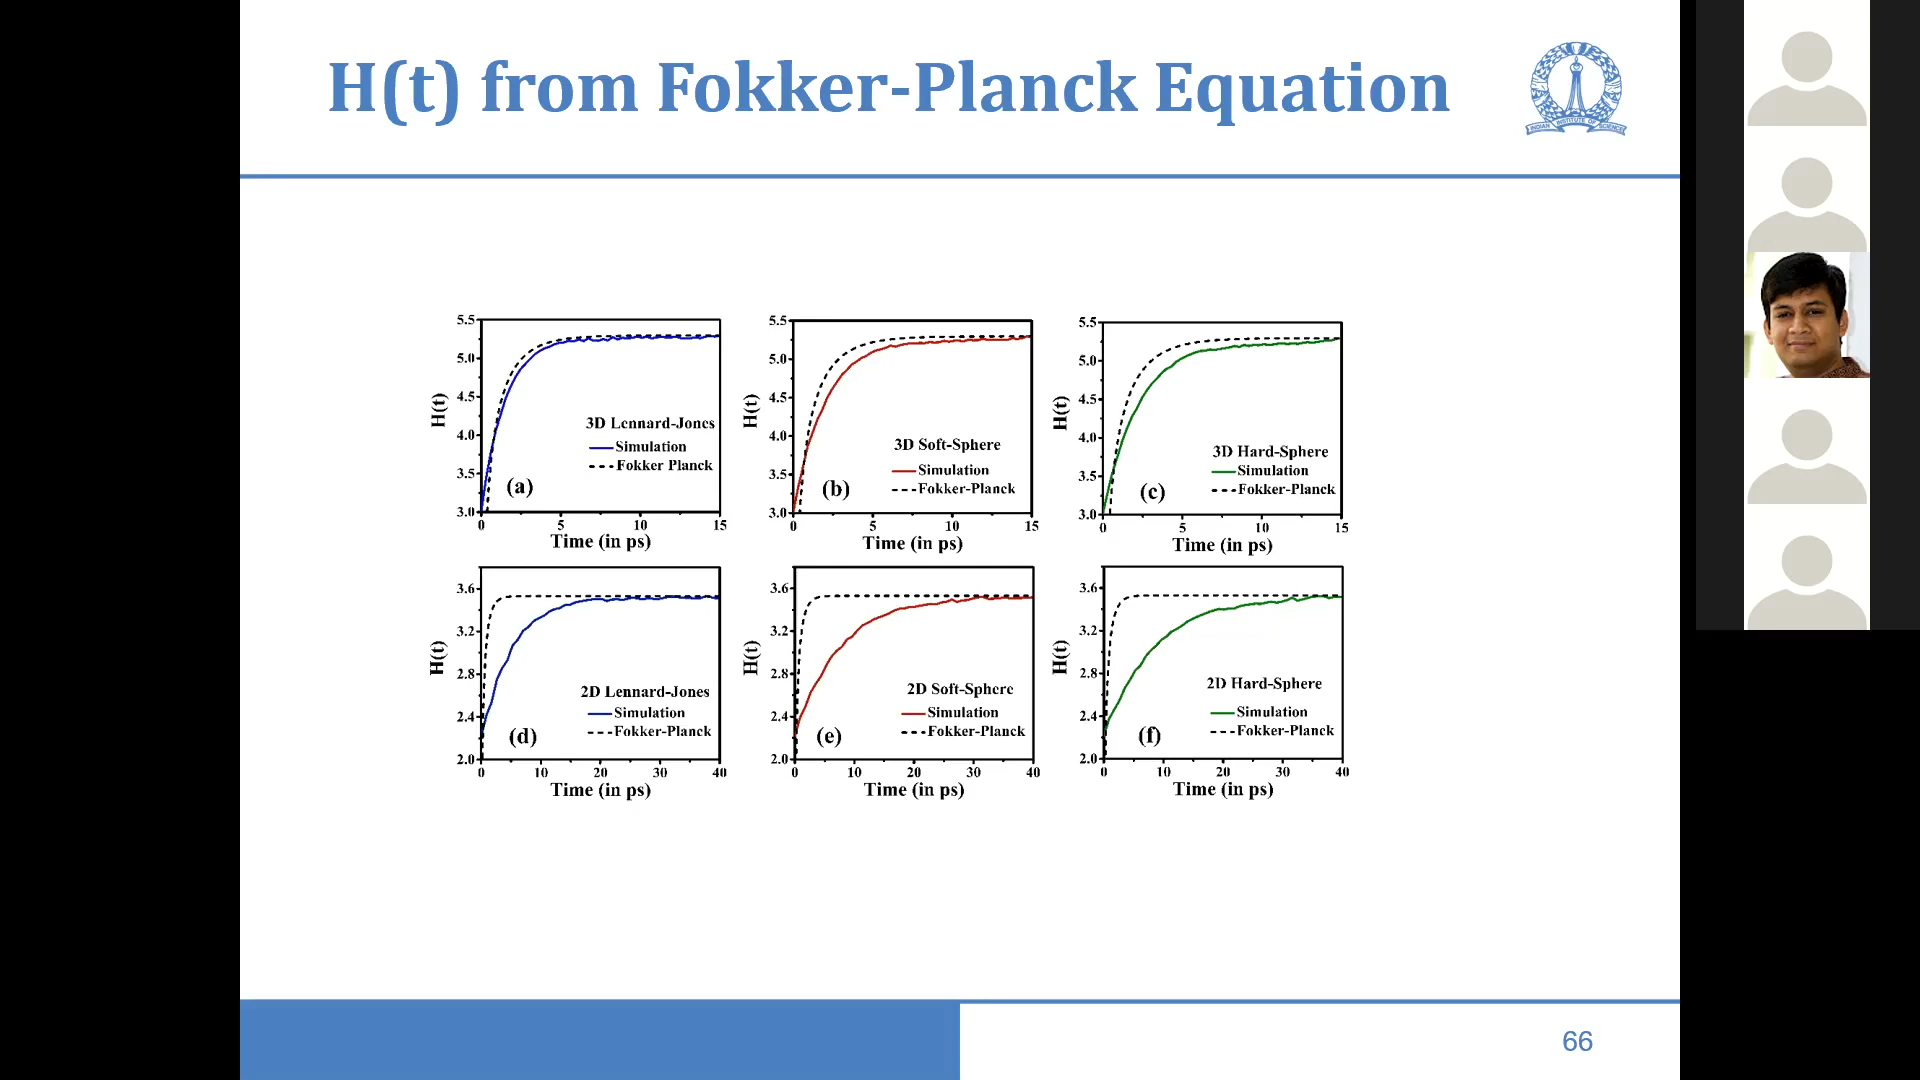 H(t) from Fokker-Planck Equation
INDIAN INSTITUTE OF SCIENCE
5.5
5.0
4.5
4.0
3.5
3.0
H(t)
3D Lennard-Jones
Simulation
Fokker Planck
(a)
0 5 10 15
Time (in ps)
5.5
5.0
4.5
4.0
3.5
3.0
H(t)
3D Soft-Sphere
Simulation
Fokker-Planck
(b)
0 5 10 15
Time (in ps)
5.5
5.0
4.5
4.0
3.5
3.0
H(t)
3D Hard-Sphere
Simulation
Fokker-Planck
(c)
0 5 10 15
Time (in ps)
3.6
3.2
2.8
2.4
2.0
H(t)
2D Lennard-Jones
Simulation
Fokker-Planck
(d)
0 10 20 30 40
Time (in ps)
3.6
3.2
2.8
2.4
2.0
H(t)
2D Soft-Sphere
Simulation
Fokker-Planck
(e)
0 10 20 30 40
Time (in ps)
3.6
3.2
2.8
2.4
2.0
H(t)
2D Hard-Sphere
Simulation
Fokker-Planck
(f)
0 10 20 30 40
Time (in ps)
66